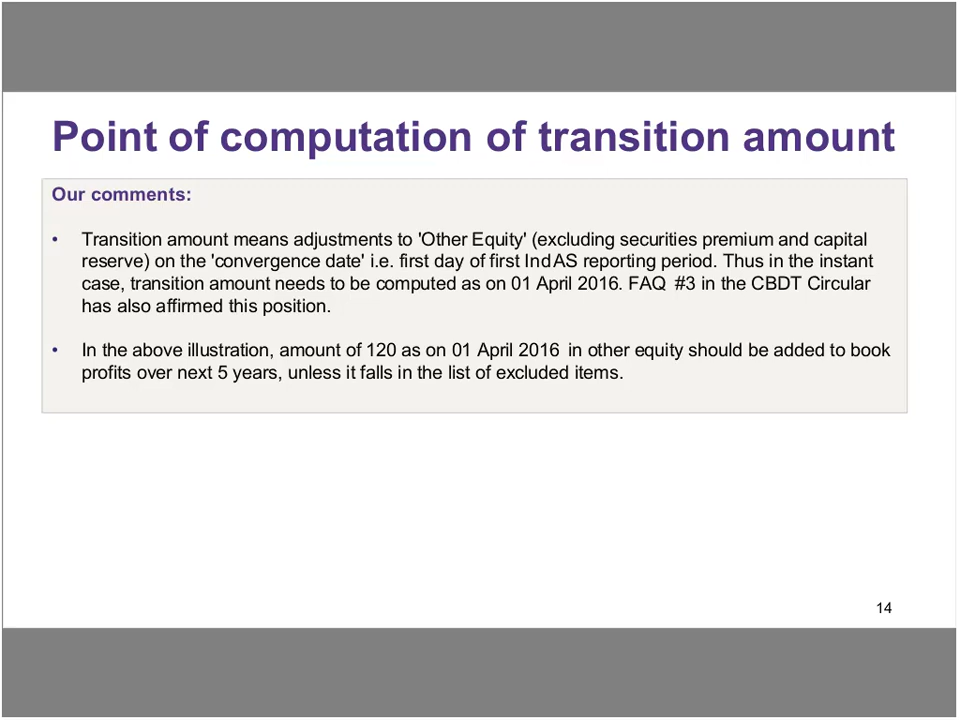 Point of computation of transition amount
Our comments:
• Transition amount means adjustments to 'Other Equity' (excluding securities premium and capital
reserve) on the 'convergence date' i.e. first day of first IndAS reporting period. Thus in the instant
case, transition amount needs to be computed as on 01 April 2016. FAQ #3 in the CBDT Circular
has also affirmed this position.
• In the above illustration, amount of 120 as on 01 April 2016 in other equity should be added to book
profits over next 5 years, unless it falls in the list of excluded items.
14